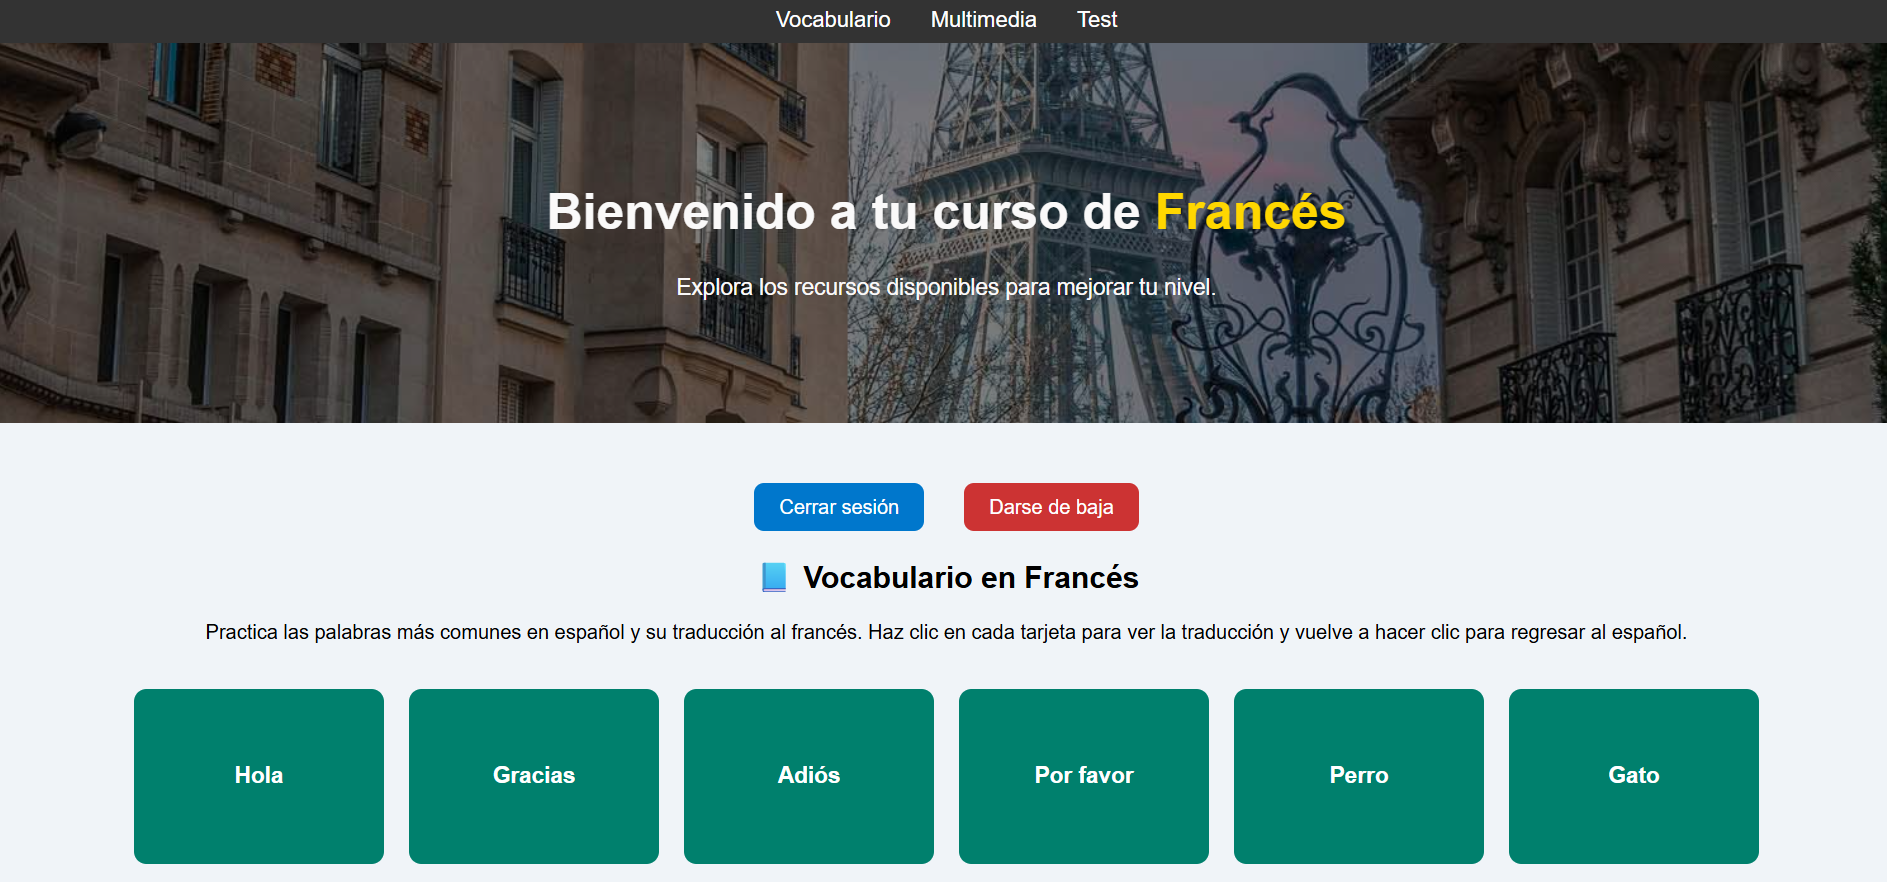 Vocabulario Multimedia Test
Bienvenido a tu curso de Francés
Explora los recursos disponibles para mejorar tu nivel.
Cerrar sesión Darse de baja
Vocabulario en Francés
Practica las palabras más comunes en español y su traducción al francés. Haz clic en cada tarjeta para ver la traducción y vuelve a hacer clic para regresar al español.
Hola Gracias Adiós Por favor Perro Gato